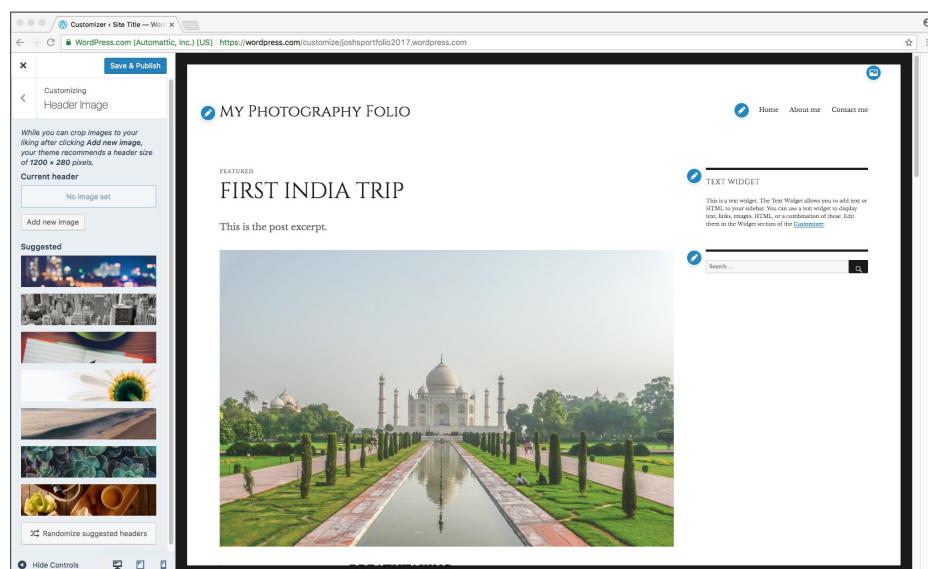 Customizer ‹ Site Title — Word
WordPress.com (Automattic, Inc.) [US] https://wordpress.com/customize/joshsportfolio2017.wordpress.com
Save & Publish
Customizing
Header Image
While you can crop images to your
liking after clicking Add new image,
your theme recommends a header size
of 1200 × 280 pixels.
Current header
No image set
Add new image
Suggested
Randomize suggested headers
Hide Controls
MY PHOTOGRAPHY FOLIO
Home About me Contact me
FEATURED
FIRST INDIA TRIP
This is the post excerpt.
TEXT WIDGET
This is a text widget. The Text Widget allows you to add text or
HTML to your sidebar. You can use a text widget to display
text, links, images, HTML, or a combination of these. Edit
them in the Widget section of the Customizer.
Search ...